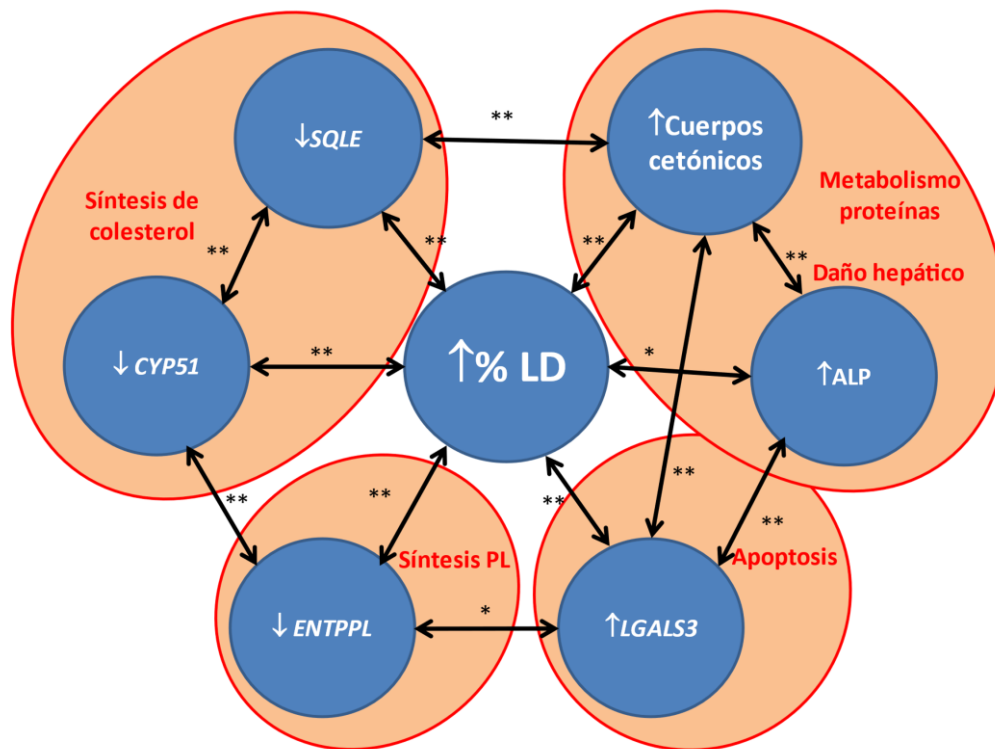 **
↓SQLE
↑Cuerpos
cetónicos
Síntesis de
colesterol
**
**
**
**
Metabolismo
proteínas
Daño hepático
↓ CYP51
**
↑% LD
*
↑ALP
**
**
**
**
**
Síntesis PL
Apoptosis
↓ ENTPPL
*
↑LGALS3